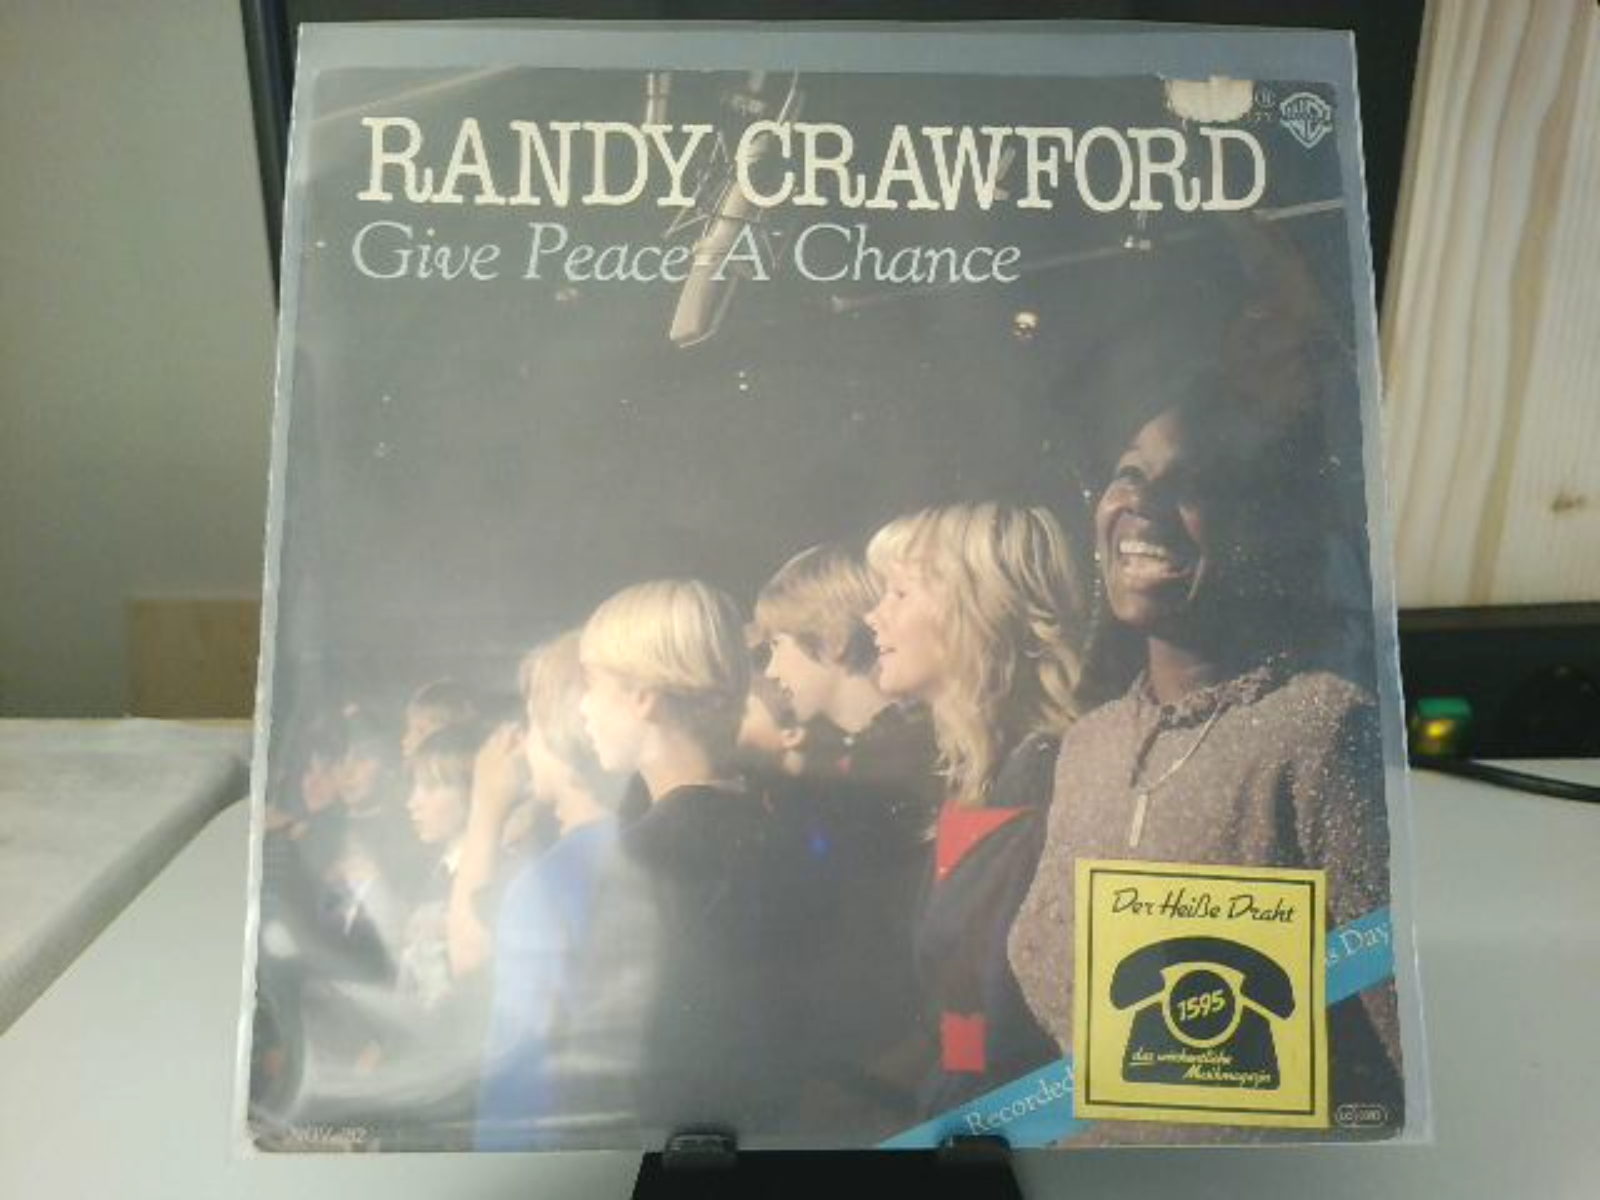 RANDY CRAWFORD
Give Peace A Chance
Der Heiße Draht
1595
das wöchentliche
Musikmagazin
s Day
Recorded